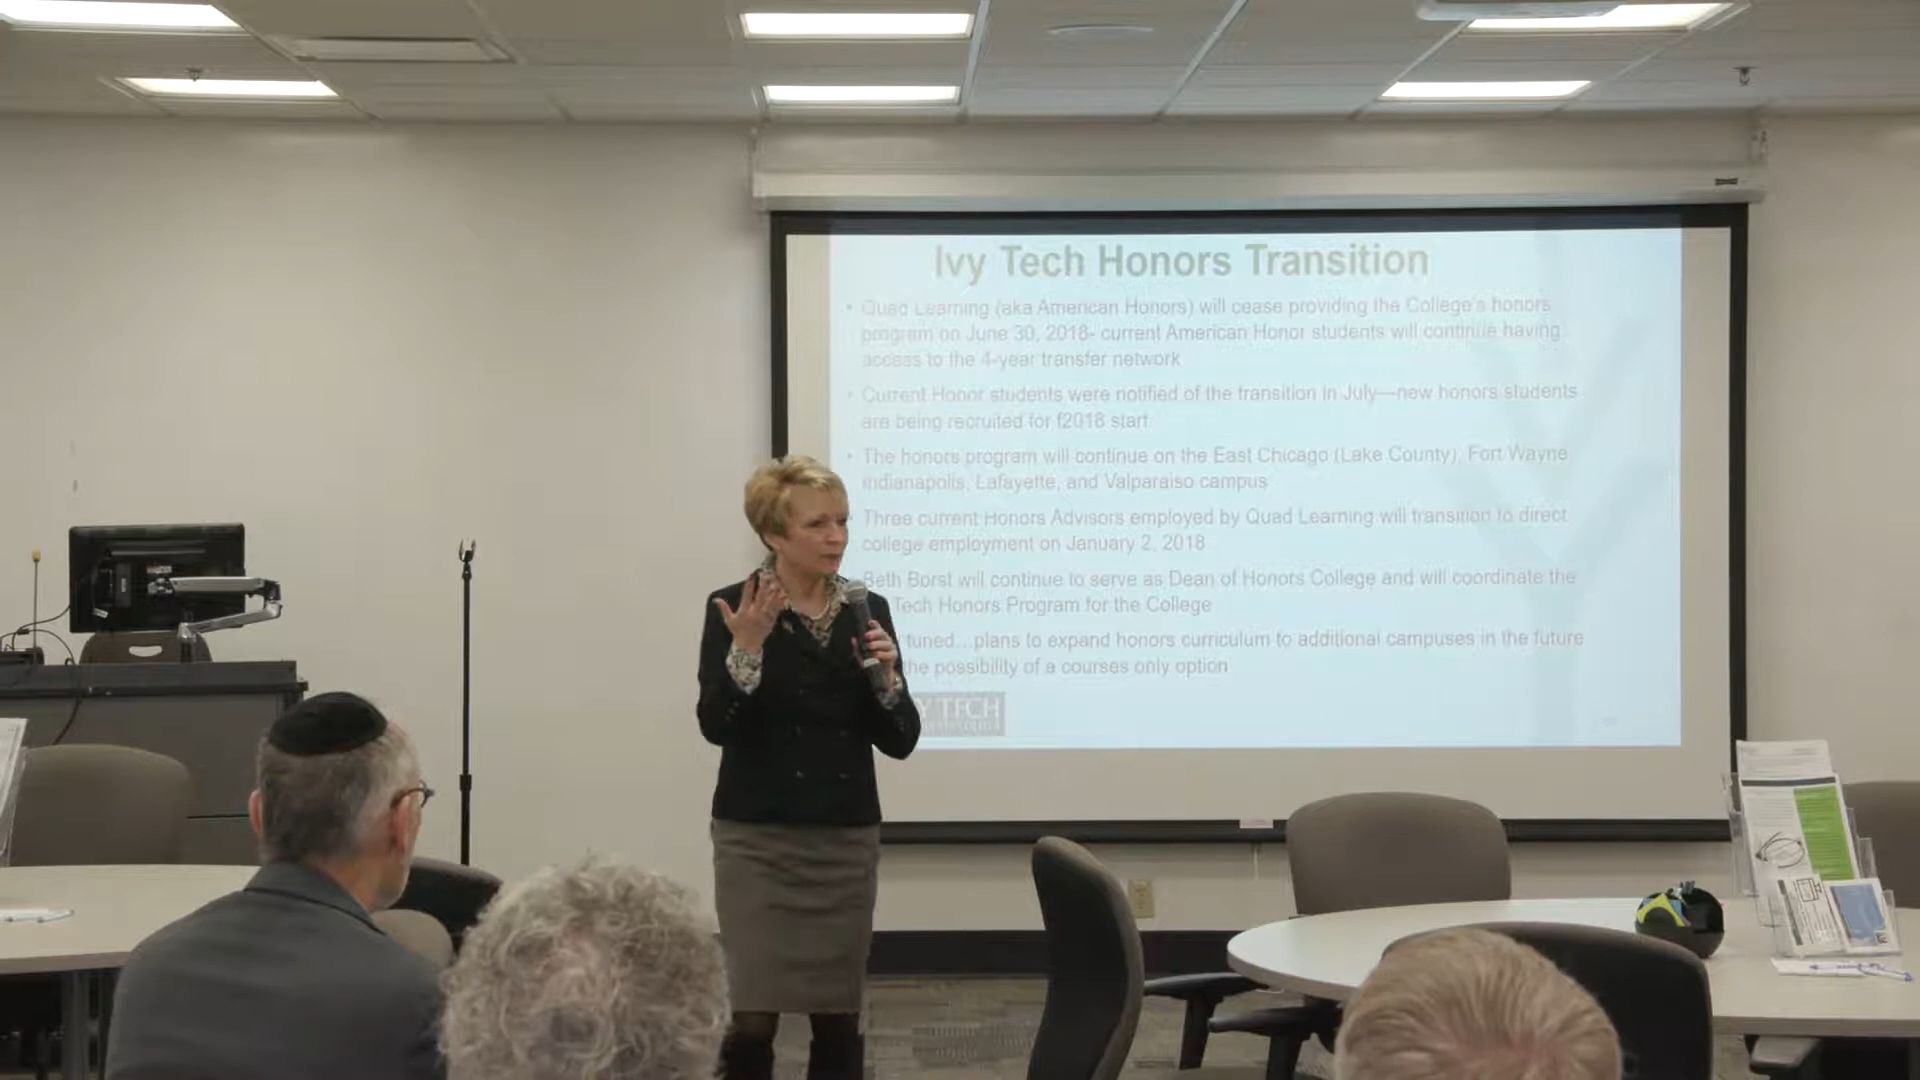 Ivy Tech Honors Transition
• Quad Learning (aka American Honors) will cease providing the College's honors
program on June 30, 2018- current American Honor students will continue having
access to the 4-year transfer network
• Current Honor students were notified of the transition in July—new honors students
are being recruited for f2018 start
• The honors program will continue on the East Chicago (Lake County), Fort Wayne
Indianapolis, Lafayette, and Valparaiso campus
• Three current Honors Advisors employed by Quad Learning will transition to direct
college employment on January 2, 2018
Beth Borst will continue to serve as Dean of Honors College and will coordinate the
Tech Honors Program for the College
tuned…plans to expand honors curriculum to additional campuses in the future
the possibility of a courses only option
Y TECH